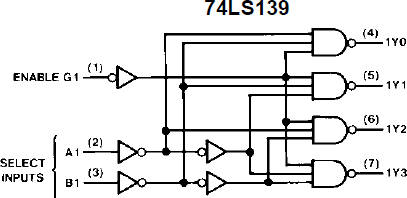 74LS139
ENABLE G1 (1)
SELECT INPUTS
A1 (2)
B1 (3)
(4) 1Y0
(5) 1Y1
(6) 1Y2
(7) 1Y3